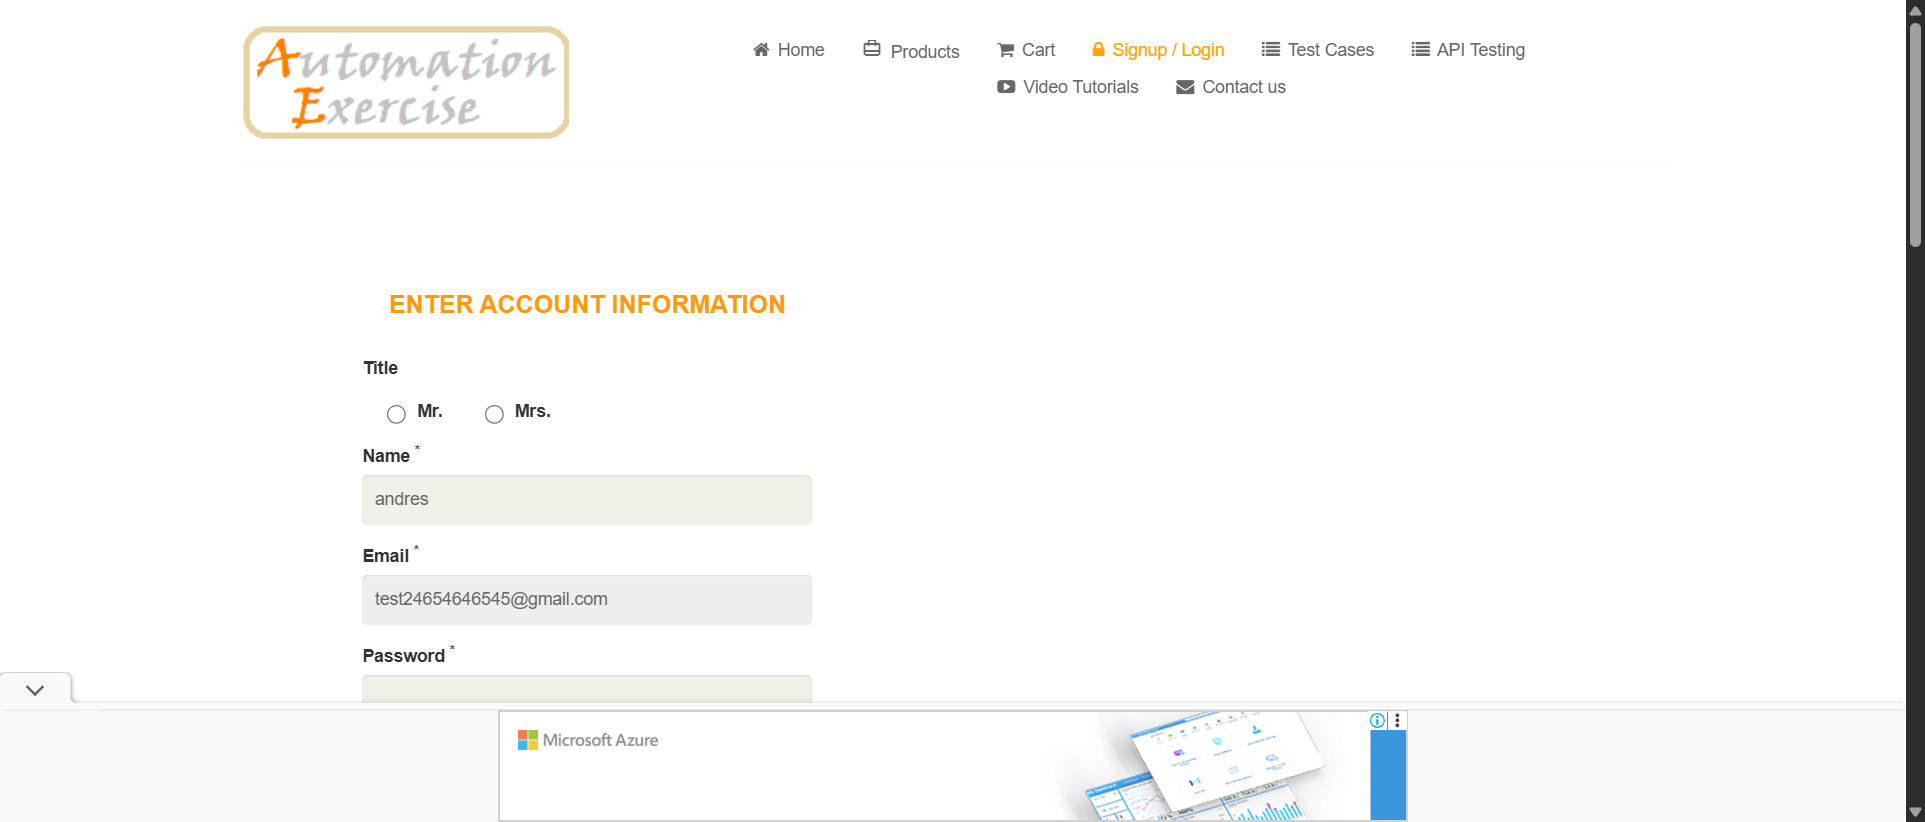 Automation
Exercise
Home
Products
Cart
Signup / Login
Test Cases
API Testing
Video Tutorials
Contact us
ENTER ACCOUNT INFORMATION
Title
Mr.
Mrs.
Name *
andres
Email *
test24654646545@gmail.com
Password *
Microsoft Azure